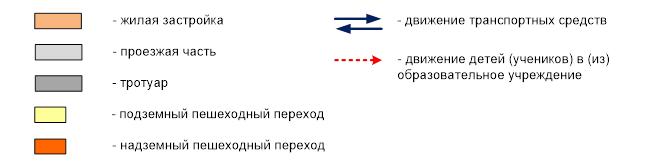 - жилая застройка
- проезжая часть
- тротуар
- подземный пешеходный переход
- надземный пешеходный переход
- движение транспортных средств
- движение детей (учеников) в (из)
образовательное учреждение